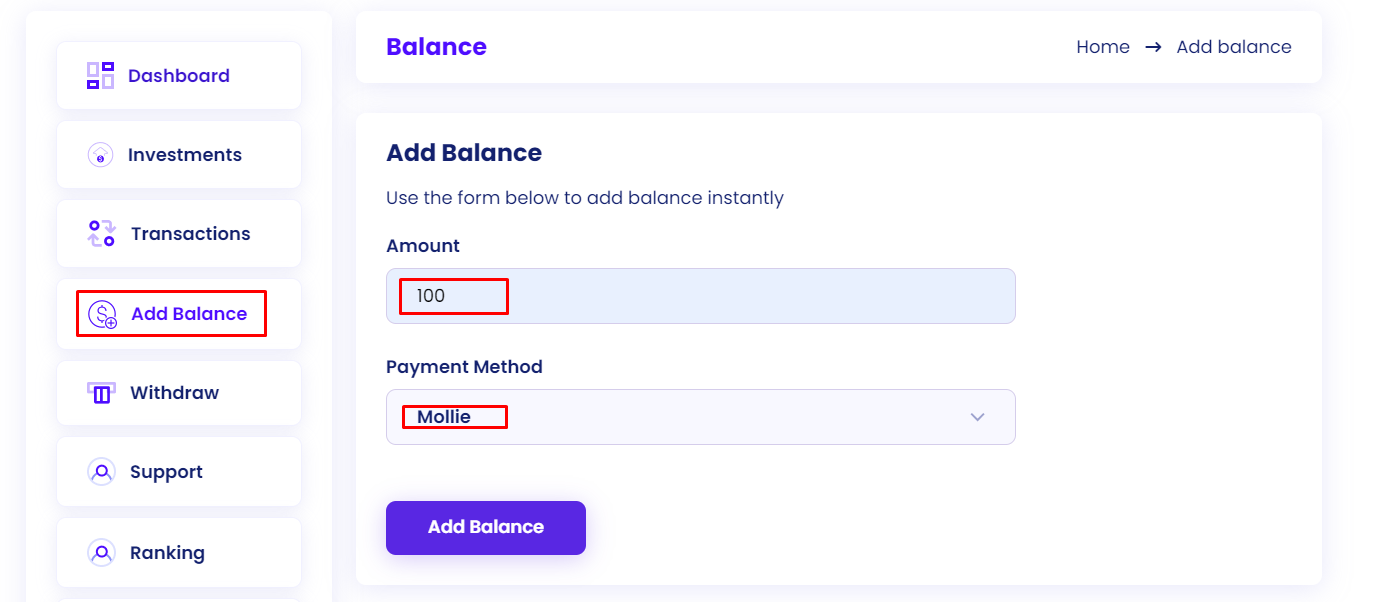 Dashboard
Investments
Transactions
Add Balance
Withdraw
Support
Ranking
Balance
Home → Add balance
Add Balance
Use the form below to add balance instantly
Amount
100
Payment Method
Mollie
Add Balance